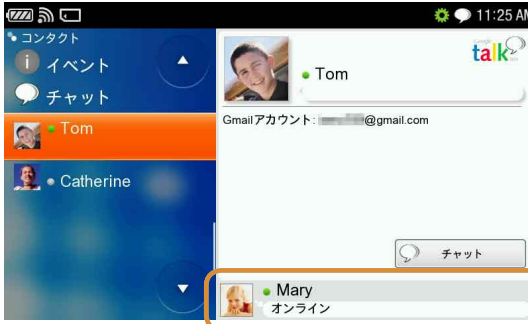 11:25 AM
コンタクト
イベント
チャット
Tom
Catherine
talk
Tom
Gmailアカウント: @gmail.com
チャット
Mary
オンライン